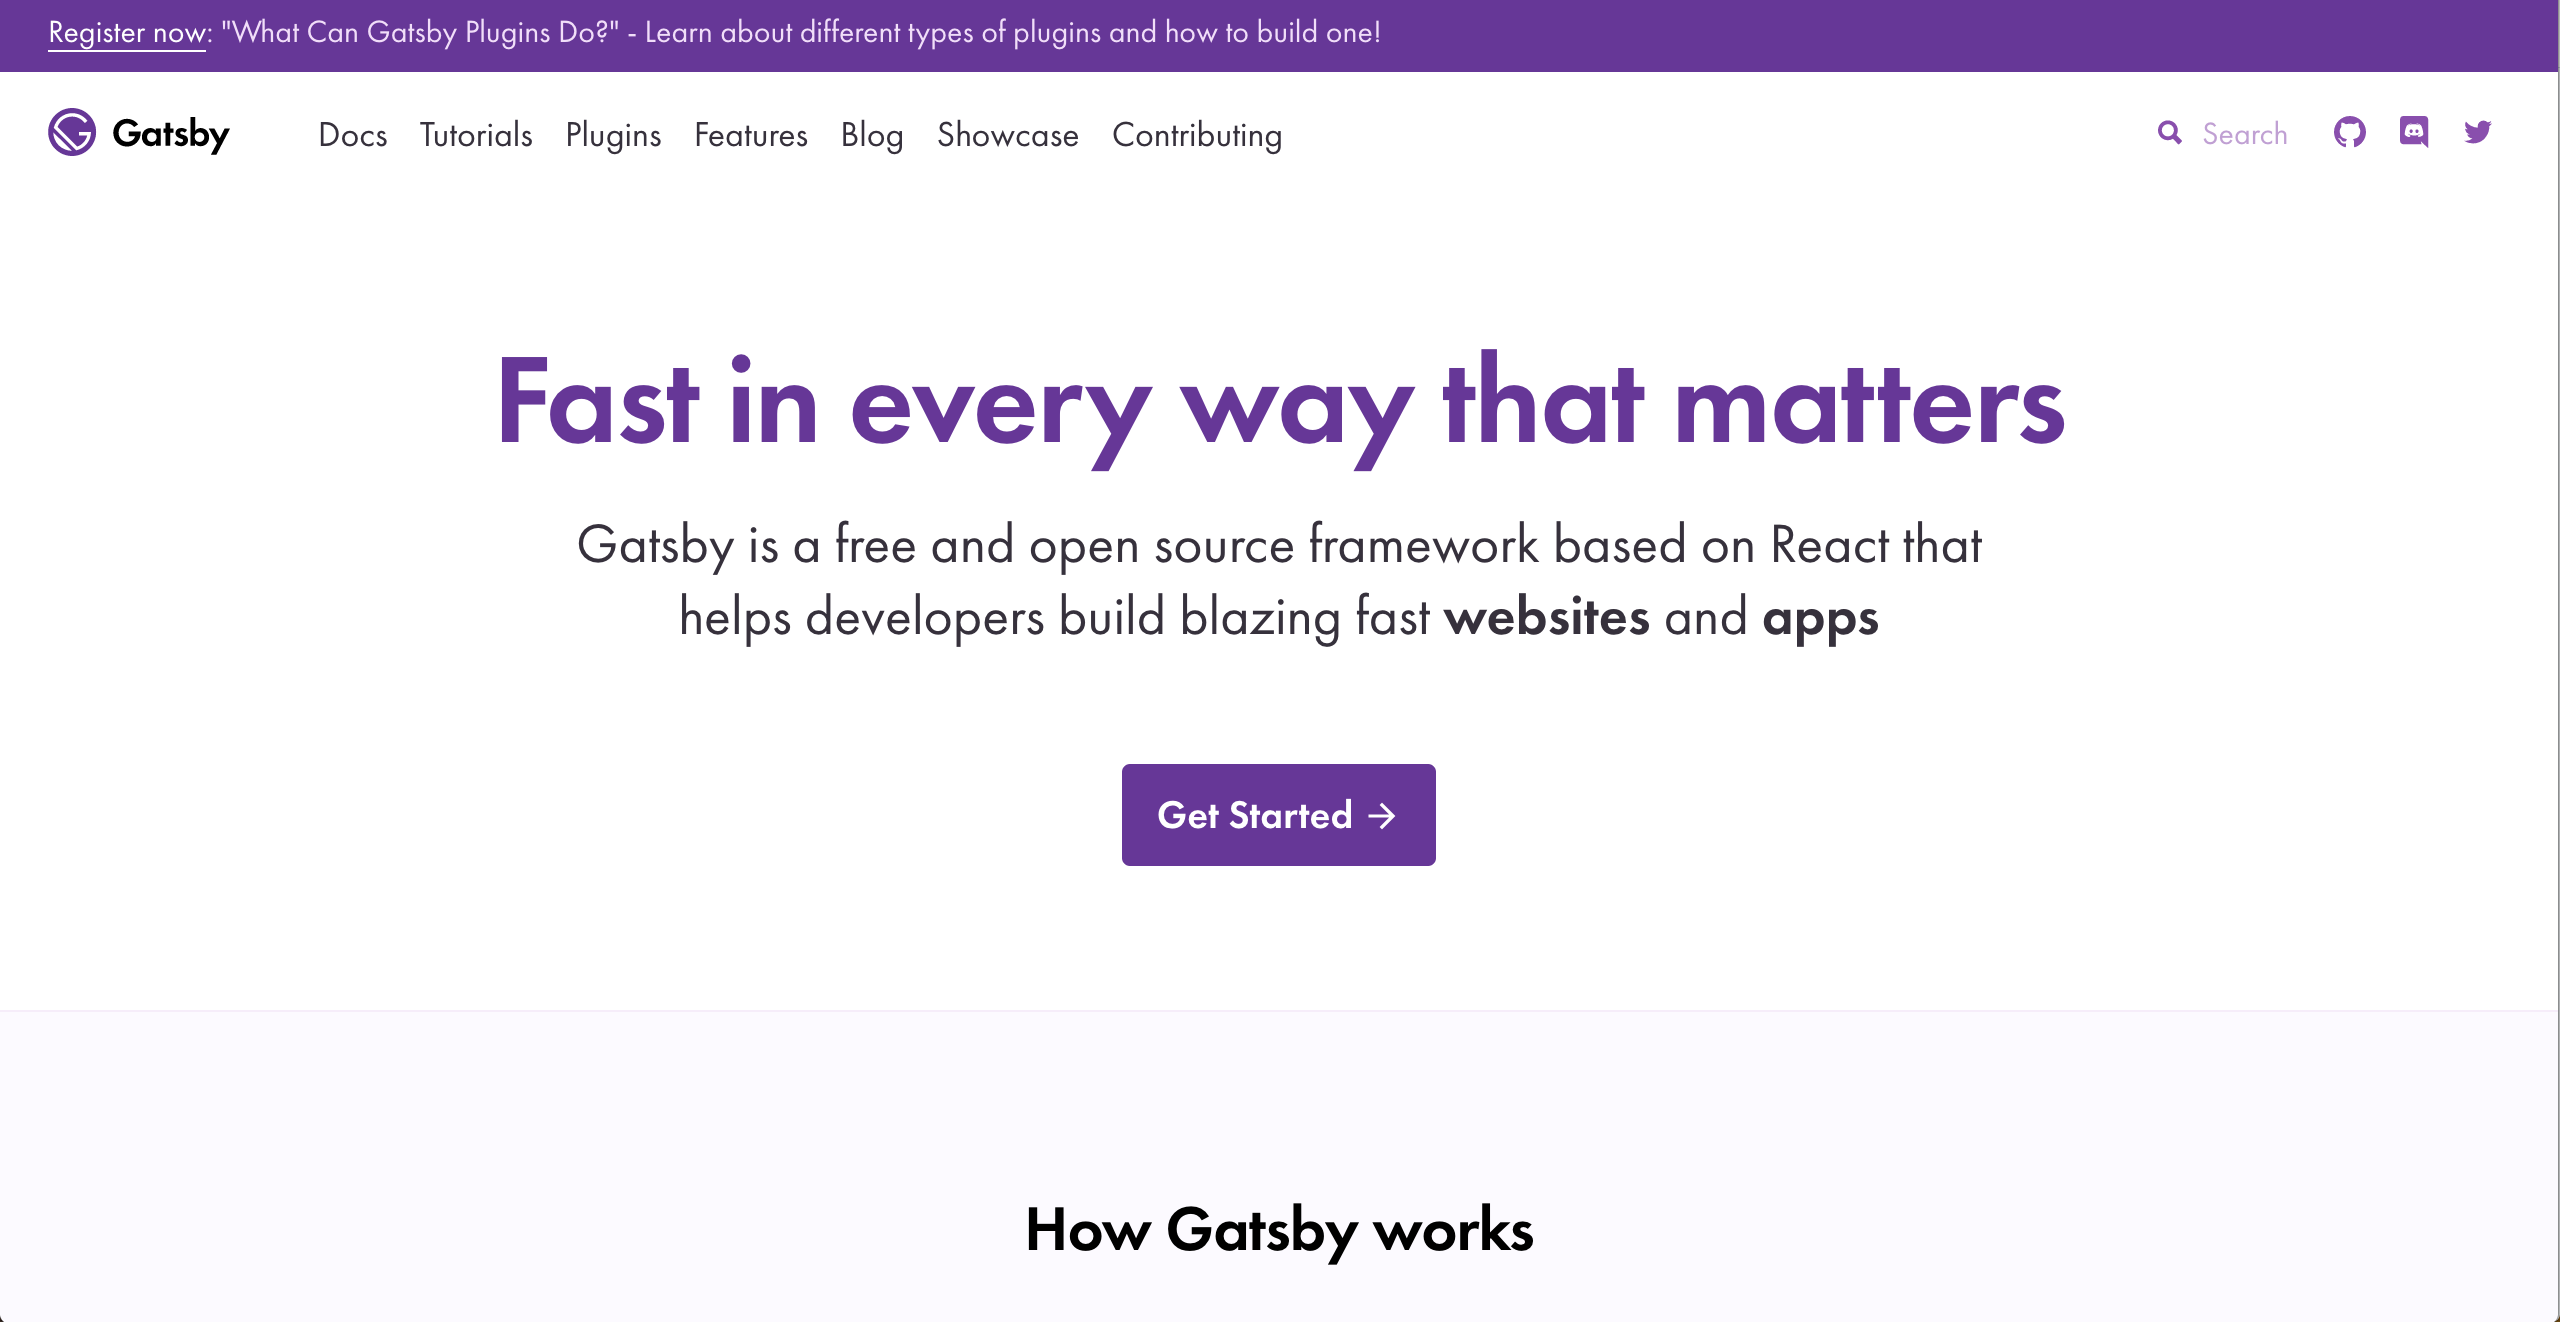 Register now: "What Can Gatsby Plugins Do?" - Learn about different types of plugins and how to build one!
Gatsby Docs Tutorials Plugins Features Blog Showcase Contributing Search
Fast in every way that matters
Gatsby is a free and open source framework based on React that
helps developers build blazing fast websites and apps
Get Started →
How Gatsby works